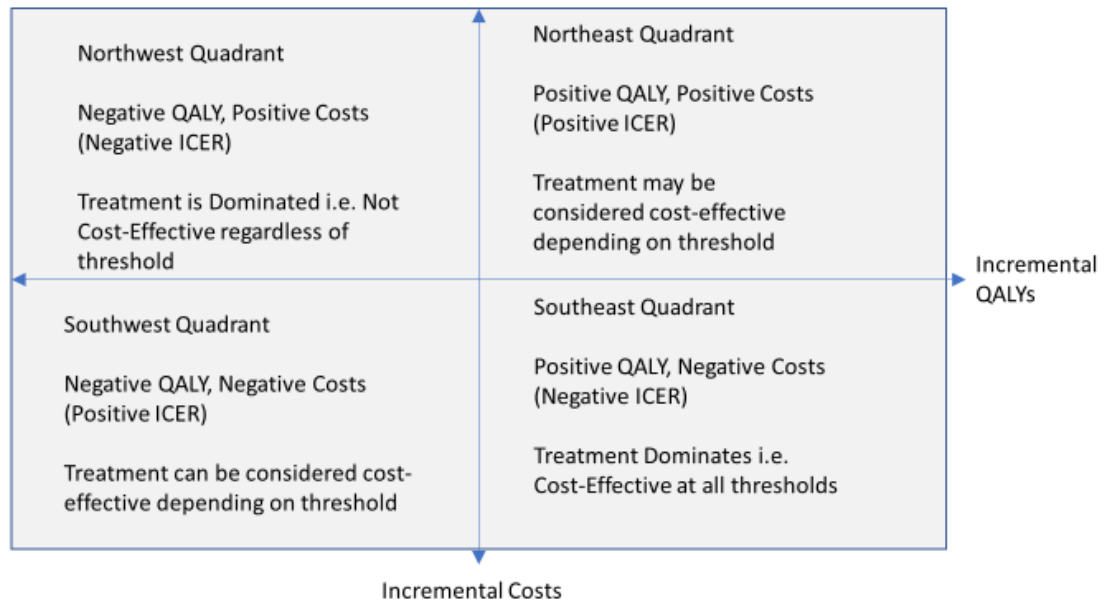 Northwest Quadrant
Negative QALY, Positive Costs
(Negative ICER)
Treatment is Dominated i.e. Not
Cost-Effective regardless of
threshold
Northeast Quadrant
Positive QALY, Positive Costs
(Positive ICER)
Treatment may be
considered cost-effective
depending on threshold
Incremental
QALYs
Southwest Quadrant
Negative QALY, Negative Costs
(Positive ICER)
Treatment can be considered cost-
effective depending on threshold
Southeast Quadrant
Positive QALY, Negative Costs
(Negative ICER)
Treatment Dominates i.e.
Cost-Effective at all thresholds
Incremental Costs